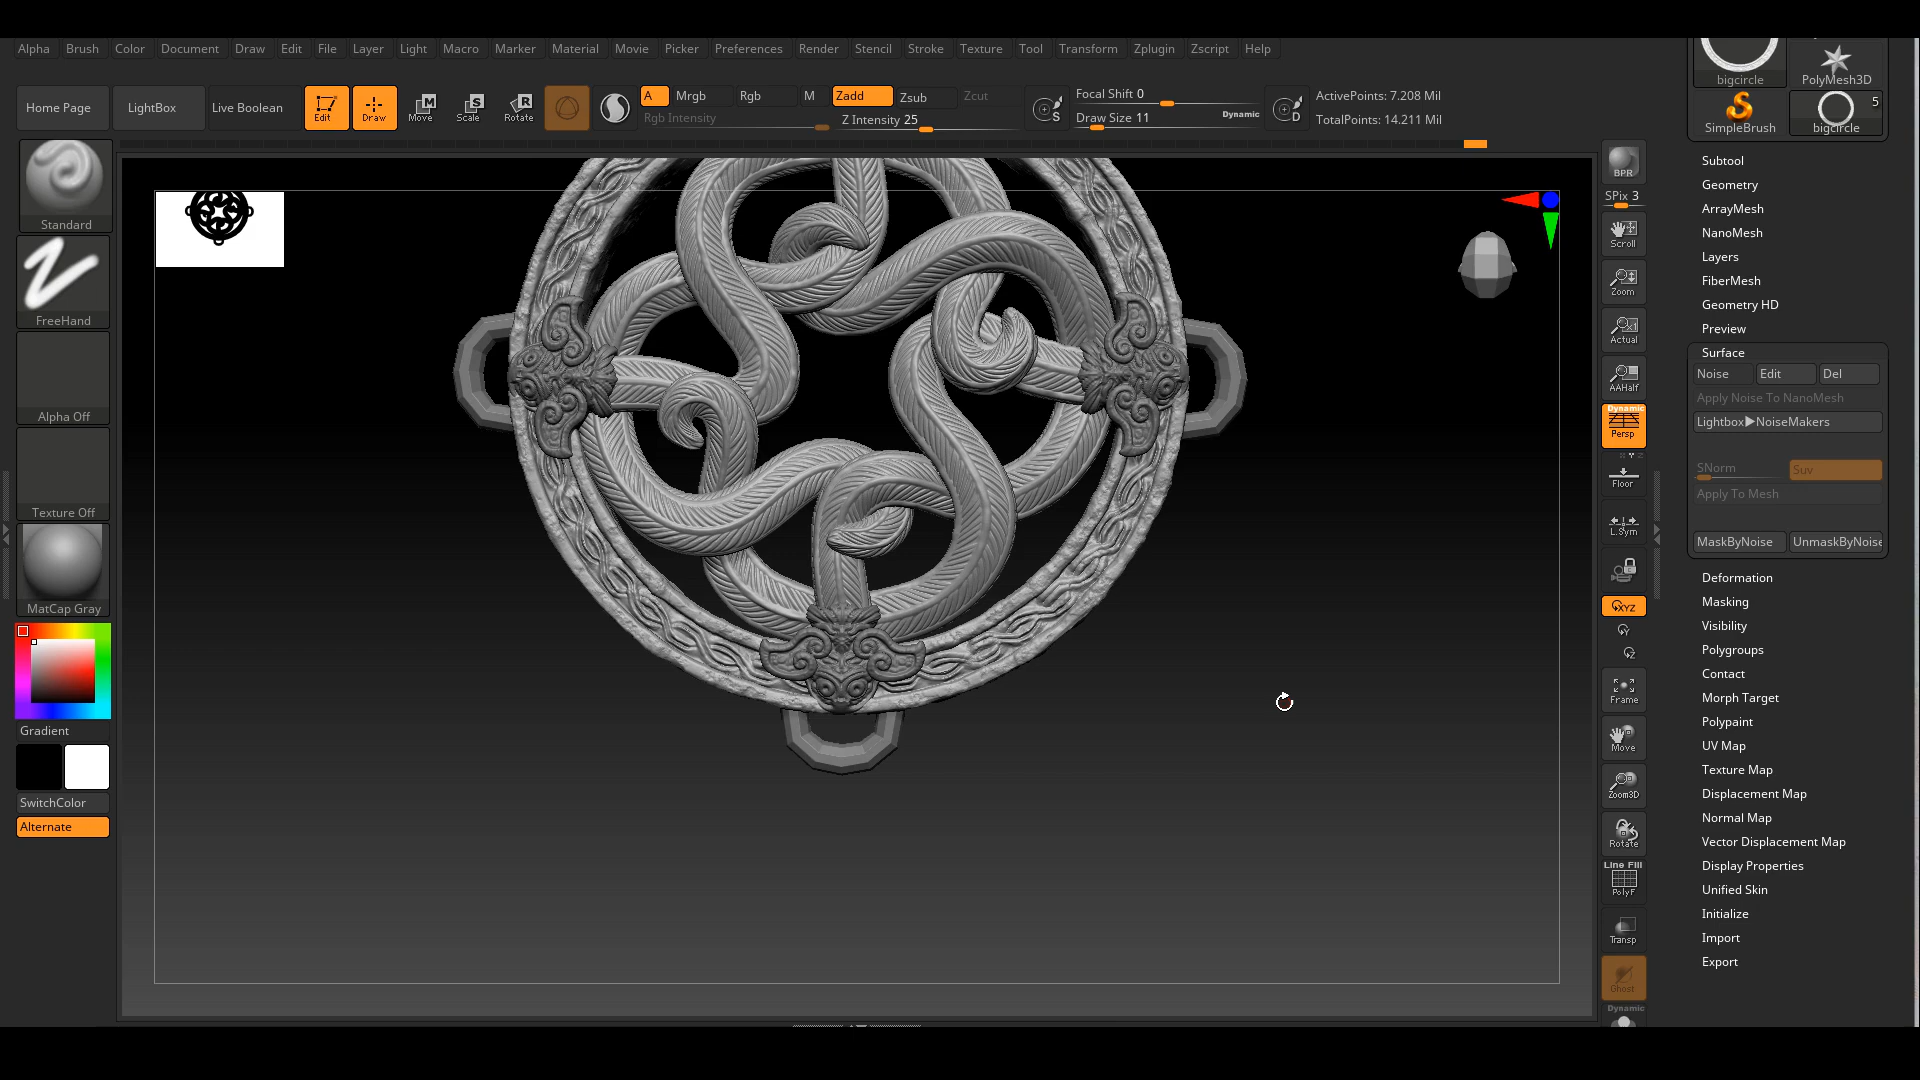 Alpha Brush Color Document Draw Edit File Layer Light Macro Marker Material Movie Picker Preferences Render Stencil Stroke Texture Tool Transform Zplugin Zscript Help
Home Page LightBox Live Boolean Edit Draw Move Scale Rotate
M S R
A Mrgb Rgb M Zadd Zsub Zcut
Rgb Intensity Z Intensity 25
S Focal Shift 0
Draw Size 11 Dynamic
D ActivePoints: 7.208 Mil
TotalPoints: 14.211 Mil
Standard
FreeHand
Alpha Off
Texture Off
MatCap Gray
Gradient
SwitchColor
Alternate
BPR
SPix 3
Scroll
Zoom
Actual
AAHalf
Dynamic
Persp
Floor
L.Sym
XYZ
Y
Z
Frame
Move
Zoom3D
Rotate
Line Fill
PolyF
Transp
Ghost
Dynamic
bigcircle PolyMesh3D
5
SimpleBrush bigcircle
Subtool
Geometry
ArrayMesh
NanoMesh
Layers
FiberMesh
Geometry HD
Preview
Surface
Noise Edit Del
Apply Noise To NanoMesh
Lightbox▶NoiseMakers
SNorm Suv
Apply To Mesh
MaskByNoise UnmaskByNoise
Deformation
Masking
Visibility
Polygroups
Contact
Morph Target
Polypaint
UV Map
Texture Map
Displacement Map
Normal Map
Vector Displacement Map
Display Properties
Unified Skin
Initialize
Import
Export